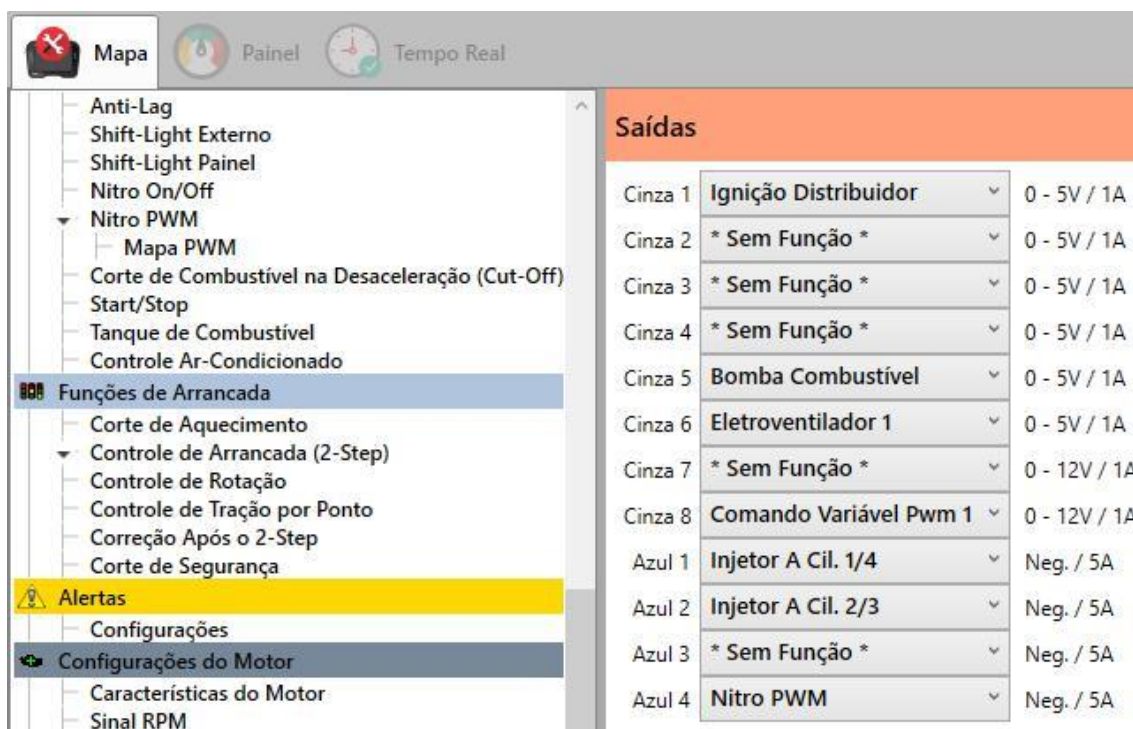 Mapa
Painel
Tempo Real
Anti-Lag
Shift-Light Externo
Shift-Light Painel
Nitro On/Off
Nitro PWM
Mapa PWM
Corte de Combustível na Desaceleração (Cut-Off)
Start/Stop
Tanque de Combustível
Controle Ar-Condicionado
Funções de Arrancada
Corte de Aquecimento
Controle de Arrancada (2-Step)
Controle de Rotação
Controle de Tração por Ponto
Correção Após o 2-Step
Corte de Segurança
Alertas
Configurações
Configurações do Motor
Características do Motor
Sinal RPM
Saídas
Cinza 1 Ignição Distribuidor 0 - 5V / 1A
Cinza 2 * Sem Função * 0 - 5V / 1A
Cinza 3 * Sem Função * 0 - 5V / 1A
Cinza 4 * Sem Função * 0 - 5V / 1A
Cinza 5 Bomba Combustível 0 - 5V / 1A
Cinza 6 Eletroventilador 1 0 - 5V / 1A
Cinza 7 * Sem Função * 0 - 12V / 1A
Cinza 8 Comando Variável Pwm 1 0 - 12V / 1A
Azul 1 Injetor A Cil. 1/4 Neg. / 5A
Azul 2 Injetor A Cil. 2/3 Neg. / 5A
Azul 3 * Sem Função * Neg. / 5A
Azul 4 Nitro PWM Neg. / 5A